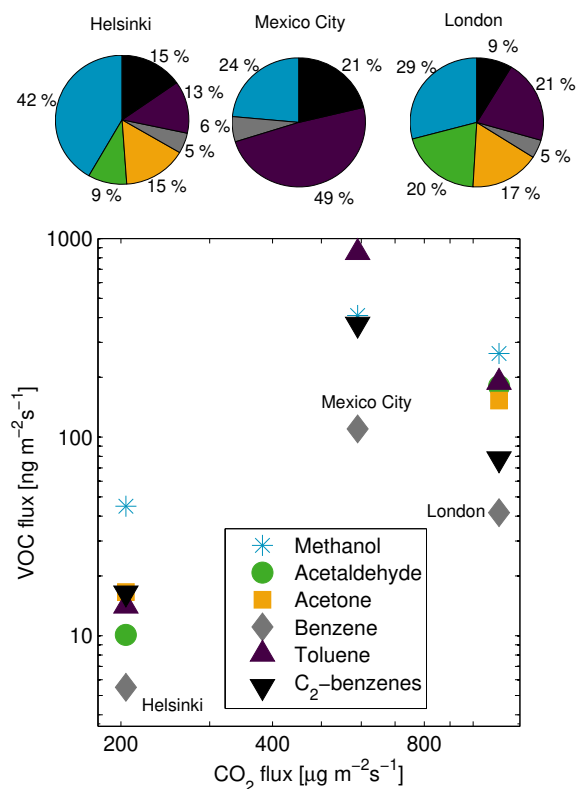 Helsinki
Mexico City
London
15 %
13 %
5 %
15 %
9 %
42 %
21 %
49 %
6 %
24 %
9 %
21 %
5 %
17 %
20 %
29 %
VOC flux [ng m⁻²s⁻¹]
1000
100
10
Mexico City
London
Helsinki
Methanol
Acetaldehyde
Acetone
Benzene
Toluene
C₂−benzenes
200
400
800
CO₂ flux [µg m⁻²s⁻¹]